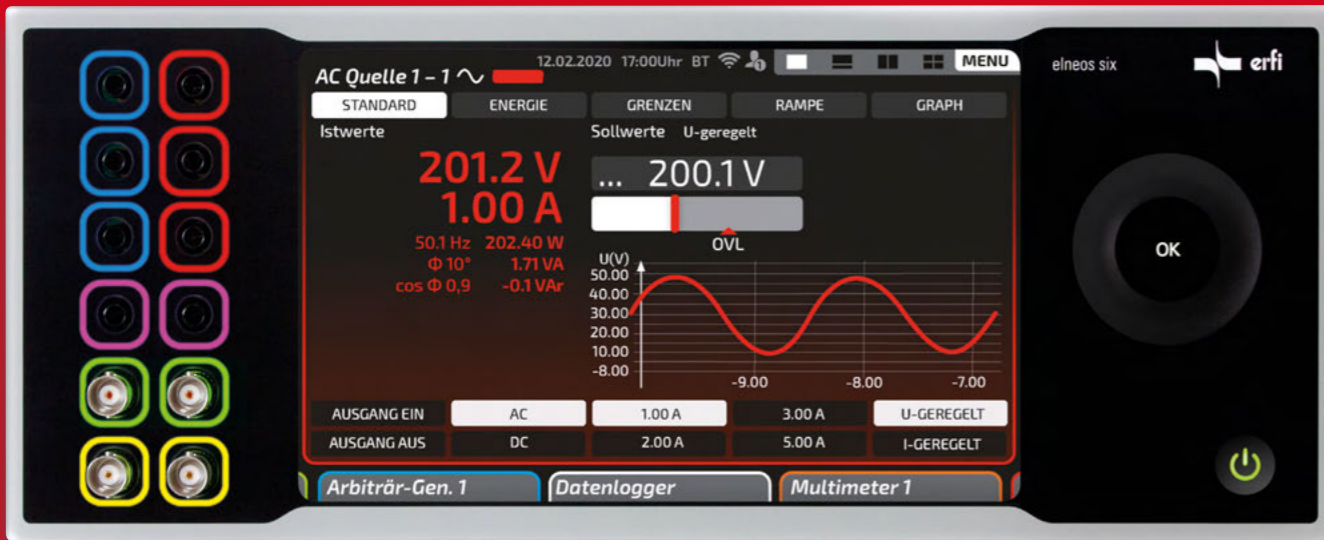 12.02.2020 17:00Uhr BT 1 MENU
elneos six
erfi
AC Quelle 1 – 1
STANDARD ENERGIE GRENZEN RAMPE GRAPH
Istwerte
Sollwerte U-geregelt
201.2 V
... 200.1 V
1.00 A
OVL
50.1 Hz 202.40 W
Φ 10° 1.71 VA
cos Φ 0,9 -0.1 VAr
U(V)
50.00
40.00
30.00
20.00
10.00
-8.00
-9.00 -8.00 -7.00
OK
AUSGANG EIN AC 1.00 A 3.00 A U-GEREGELT
AUSGANG AUS DC 2.00 A 5.00 A I-GEREGELT
Arbiträr-Gen. 1 Datenlogger Multimeter 1